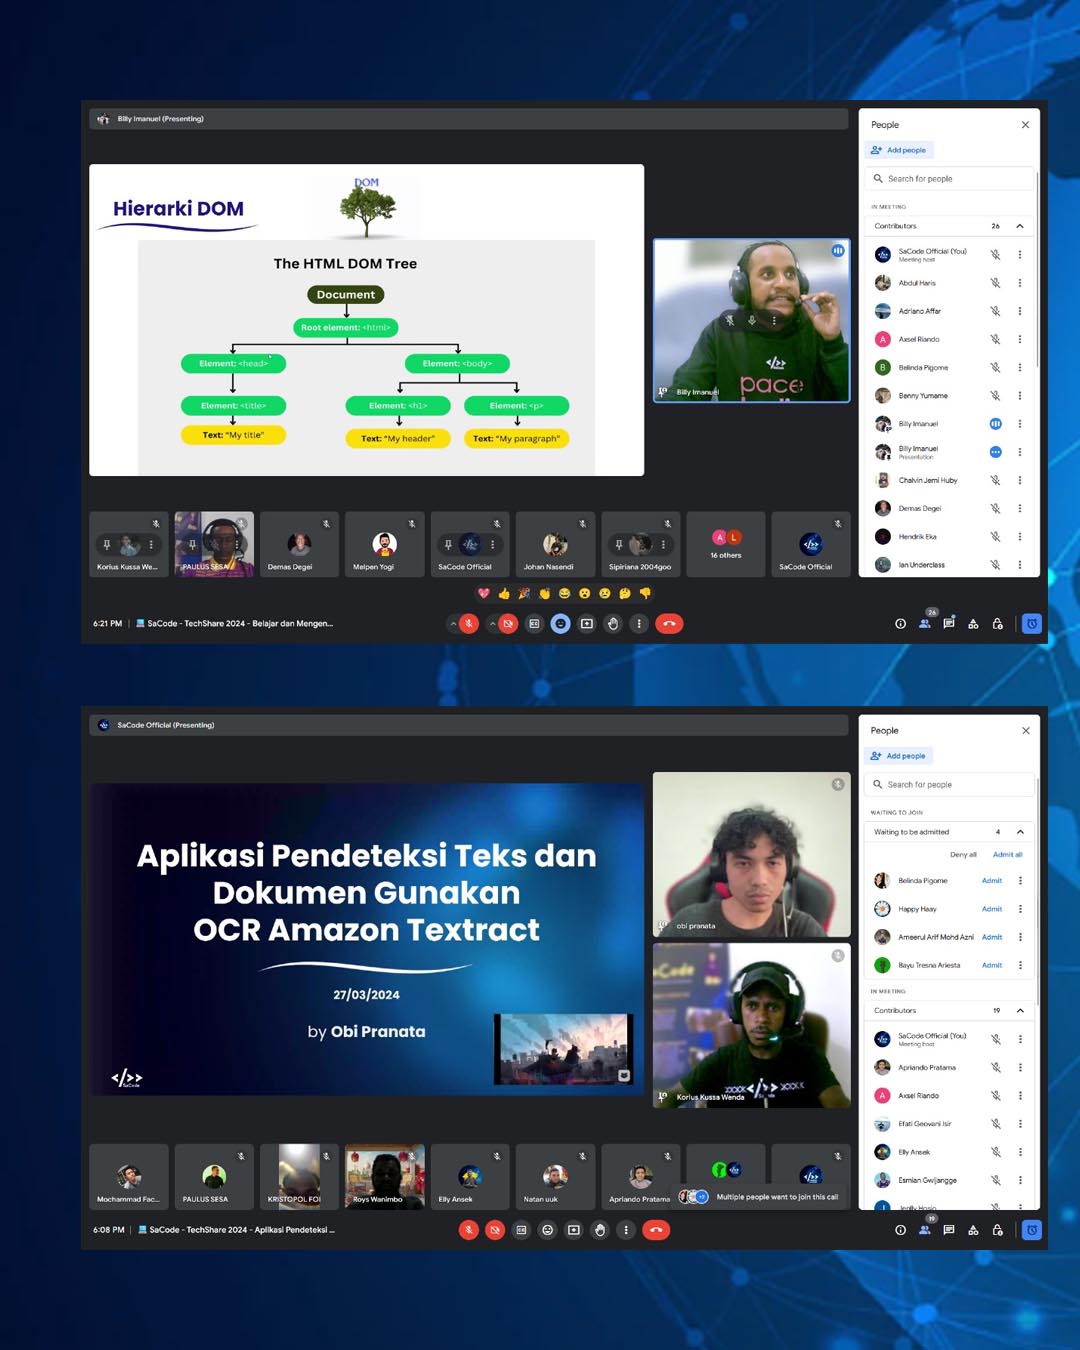 Billy Imanuel (Presenting)
Hierarki DOM
DOM
The HTML DOM Tree
Document
Root element: <html>
Element: <head>
Element: <body>
Element: <title>
Element: <h1>
Element: <p>
Text: "My title"
Text: "My header"
Text: "My paragraph"
Billy Imanuel
pace
People
Add people
Search for people
IN MEETING
Contributors 26
SaCode Official (You)
Meeting host
Abdul Haris
Adriano Affar
A Axsel Riando
B Belinda Pigome
Benny Yumame
Billy Imanuel
Billy Imanuel
Presentation
Chalvin Jemi Huby
Demas Degei
Hendrik Eka
Ian Underclass
Korius Kussa We...
PAULUS SESA
Demas Degei
Melpen Yogi
SaCode Official
Johan Nasendi
Sipiriana 2004goo
A L
16 others
SaCode Official
6:21 PM | SaCode - TechShare 2024 - Belajar dan Mengen...
26
SaCode Official (Presenting)
Aplikasi Pendeteksi Teks dan
Dokumen Gunakan
OCR Amazon Textract
27/03/2024
by Obi Pranata
</>
SaCode
obi pranata
Korius Kussa Wenda
People
Add people
Search for people
WAITING TO JOIN
Waiting to be admitted 4
Deny all Admit all
Belinda Pigome Admit
Happy Haay Admit
Ameerul Arif Mohd Azni Admit
Bayu Tresna Ariesta Admit
IN MEETING
Contributors 19
SaCode Official (You)
Meeting host
Apriando Pratama
A Axsel Riando
Efati Geovani Isir
Elly Ansek
Esmian Gwijangge
Mochammad Fac...
PAULUS SESA
KRISTOPOL FOI
Roys Wanimbo
Elly Ansek
Natan uuk
Apriando Pratama
Multiple people want to join this call
6:08 PM | SaCode - TechShare 2024 - Aplikasi Pendeteksi ...
19